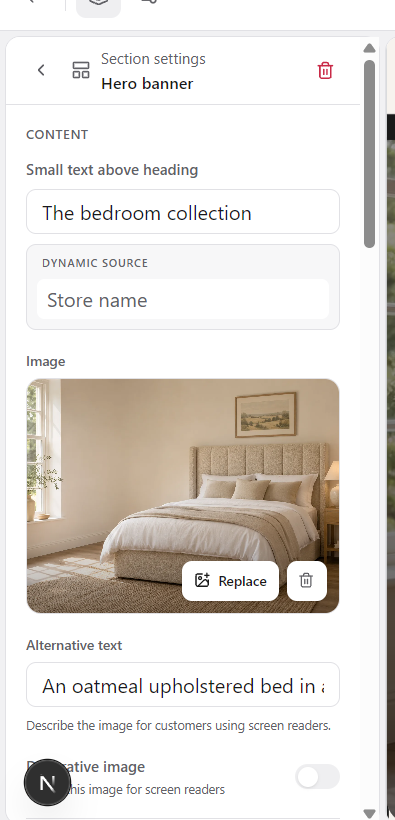 Section settings
Hero banner
CONTENT
Small text above heading
The bedroom collection
DYNAMIC SOURCE
Store name
Image
Replace
Alternative text
An oatmeal upholstered bed in
Describe the image for customers using screen readers.
image
this image for screen readers
N